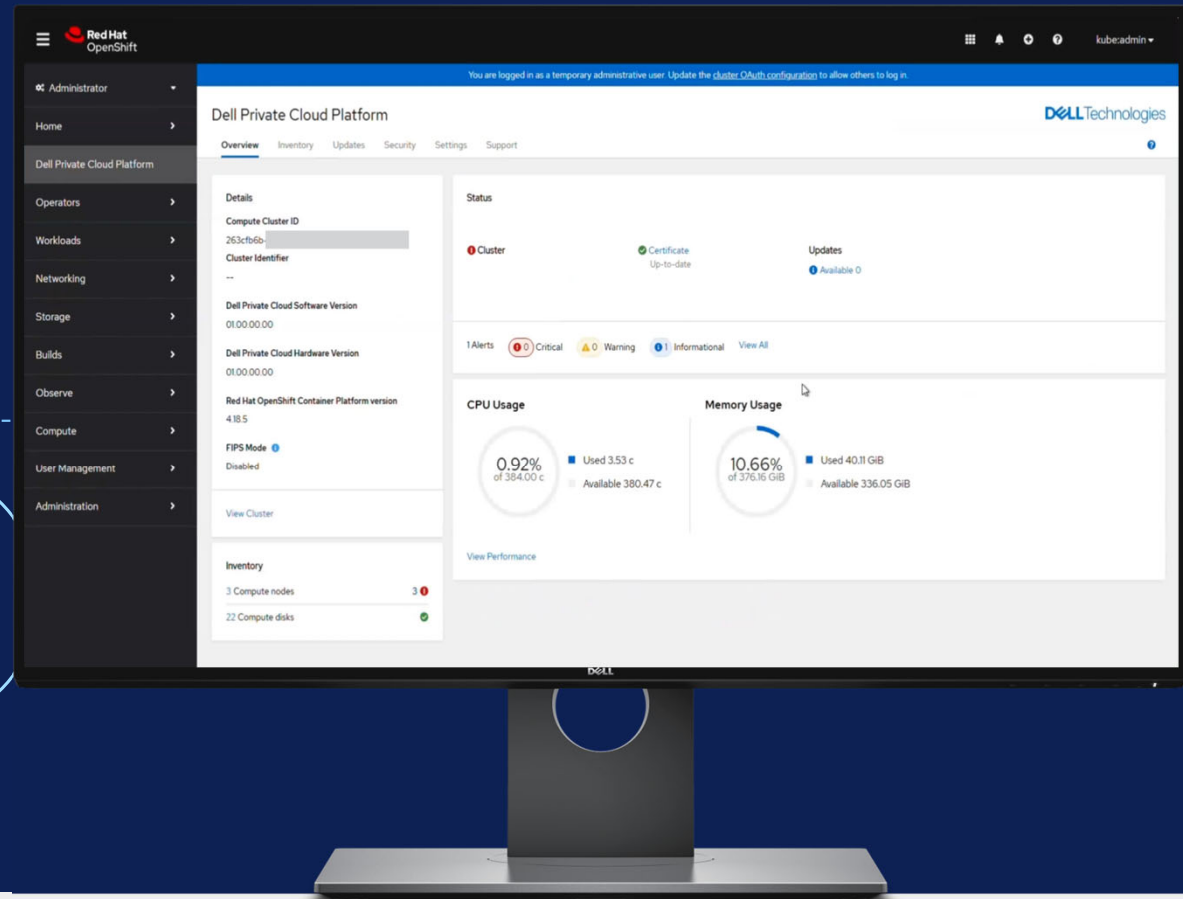 Red Hat
OpenShift
kube:admin
You are logged in as a temporary administrative user. Update the cluster OAuth configuration to allow others to log in.
Administrator
Home
Dell Private Cloud Platform
Operators
Workloads
Networking
Storage
Builds
Observe
Compute
User Management
Administration
Dell Private Cloud Platform
DELLTechnologies
Overview Inventory Updates Security Settings Support
Details
Compute Cluster ID
263cfb6b-
Cluster Identifier
--
Dell Private Cloud Software Version
01.00.00.00
Dell Private Cloud Hardware Version
01.00.00.00
Red Hat OpenShift Container Platform version
4.18.5
FIPS Mode
Disabled
View Cluster
Inventory
3 Compute nodes 3
22 Compute disks
Status
Cluster
Certificate
Up-to-date
Updates
Available 0
1 Alerts 0 Critical 0 Warning 1 Informational View All
CPU Usage
0.92%
of 384.00 c
Used 3.53 c
Available 380.47 c
Memory Usage
10.66%
of 376.16 GiB
Used 40.11 GiB
Available 336.05 GiB
View Performance
DELL